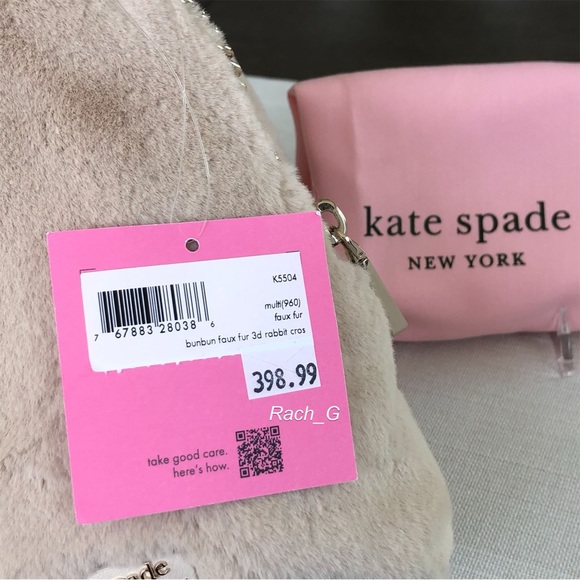 kate spade
NEW YORK
K5504
multi(960)
faux fur
7 67883 28038 6
bunbun faux fur 3d rabbit cros
398.99
Rach_G
take good care.
here's how.